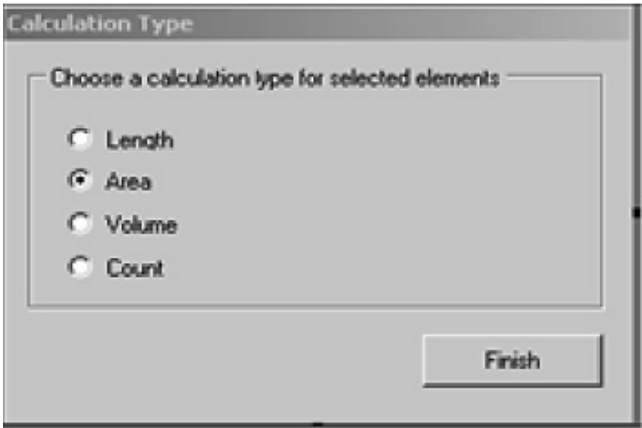 Calculation Type
Choose a calculation type for selected elements
Length
Area
Volume
Count
Finish